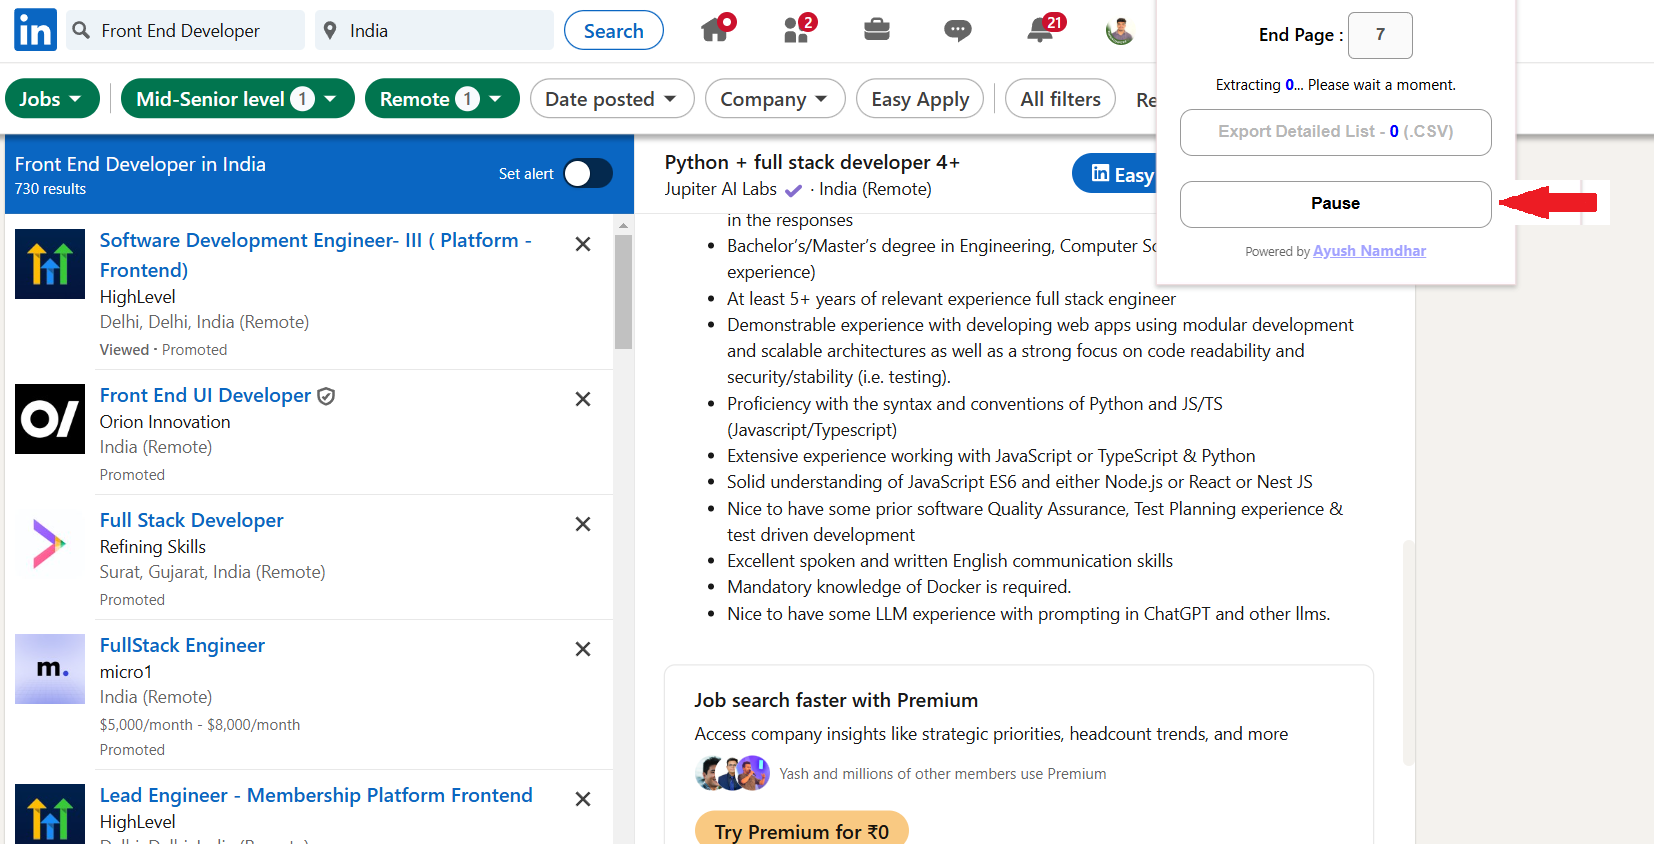 in
Front End Developer
India
Search
2
21
Jobs
Mid-Senior level 1
Remote 1
Date posted
Company
Easy Apply
All filters
Re
End Page : 7
Extracting 0... Please wait a moment.
Export Detailed List - 0 (.CSV)
Pause
Powered by Ayush Namdhar
Front End Developer in India
730 results
Set alert
Software Development Engineer- III ( Platform -
Frontend)
HighLevel
Delhi, Delhi, India (Remote)
Viewed · Promoted
Front End UI Developer
Orion Innovation
India (Remote)
Promoted
Full Stack Developer
Refining Skills
Surat, Gujarat, India (Remote)
Promoted
m.
FullStack Engineer
micro1
India (Remote)
$5,000/month - $8,000/month
Promoted
Lead Engineer - Membership Platform Frontend
HighLevel
Python + full stack developer 4+
Jupiter AI Labs · India (Remote)
in Easy
in the responses
• Bachelor’s/Master’s degree in Engineering, Computer Sc
experience)
• At least 5+ years of relevant experience full stack engineer
• Demonstrable experience with developing web apps using modular development
and scalable architectures as well as a strong focus on code readability and
security/stability (i.e. testing).
• Proficiency with the syntax and conventions of Python and JS/TS
(Javascript/Typescript)
• Extensive experience working with JavaScript or TypeScript & Python
• Solid understanding of JavaScript ES6 and either Node.js or React or Nest JS
• Nice to have some prior software Quality Assurance, Test Planning experience &
test driven development
• Excellent spoken and written English communication skills
• Mandatory knowledge of Docker is required.
• Nice to have some LLM experience with prompting in ChatGPT and other llms.
Job search faster with Premium
Access company insights like strategic priorities, headcount trends, and more
Yash and millions of other members use Premium
Try Premium for ₹0